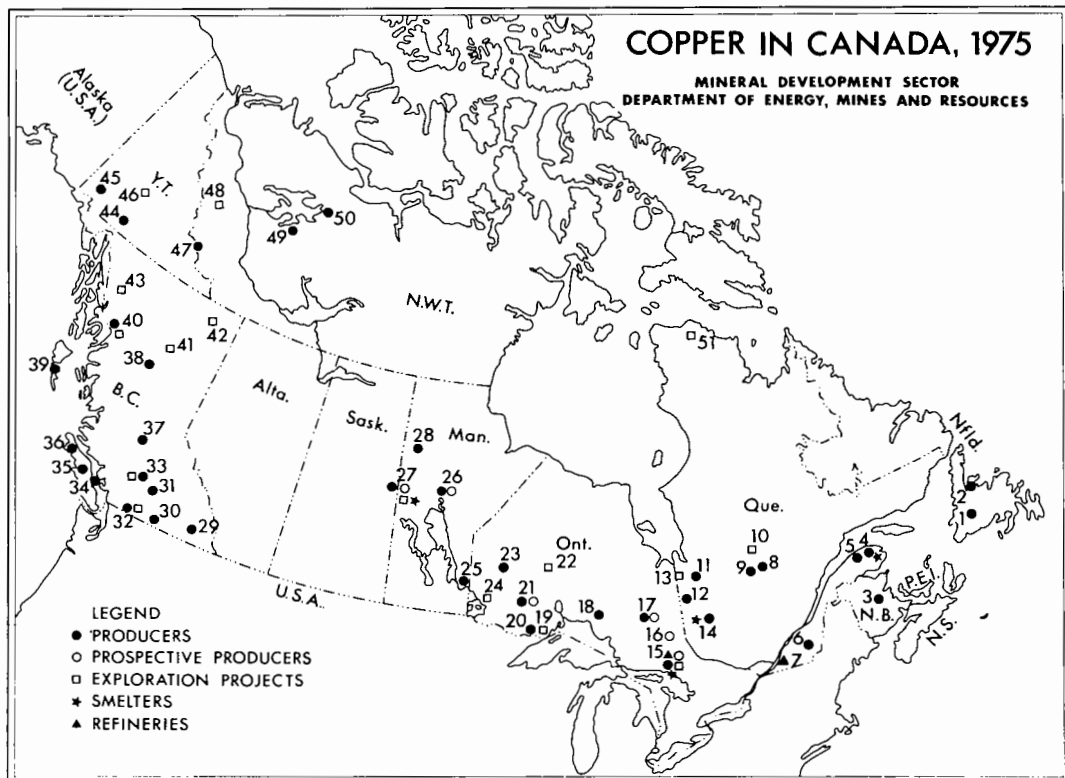 COPPER IN CANADA, 1975
MINERAL DEVELOPMENT SECTOR
DEPARTMENT OF ENERGY, MINES AND RESOURCES
Alaska
(U.S.A.)
Y.T.
45
46
44
48
47
50
49
N.W.T.
43
40
42
41
39
38
B.C.
Alta.
Sask.
Man.
51
Nfld.
37
36
35
34
33
31
32
30
29
28
27
26
Que.
10
9
8
2
1
5
4
P.E.I.
3
N.B.
N.S.
Ont.
25
24
23
22
21
20
19
18
17
16
15
13
11
12
14
6
7
U.S.A.
LEGEND
PRODUCERS
PROSPECTIVE PRODUCERS
EXPLORATION PROJECTS
SMELTERS
REFINERIES